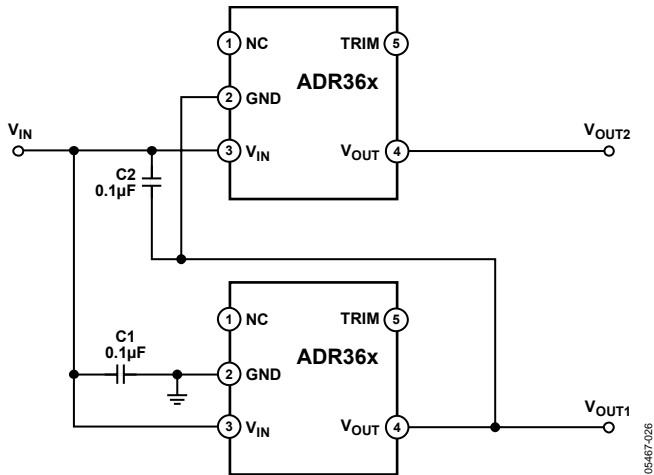 1 NC
TRIM 5
ADR36x
2 GND
VIN
3 VIN
VOUT 4
VOUT2
C2
0.1µF
1 NC
TRIM 5
C1
0.1µF
ADR36x
2 GND
3 VIN
VOUT 4
VOUT1
05467-026